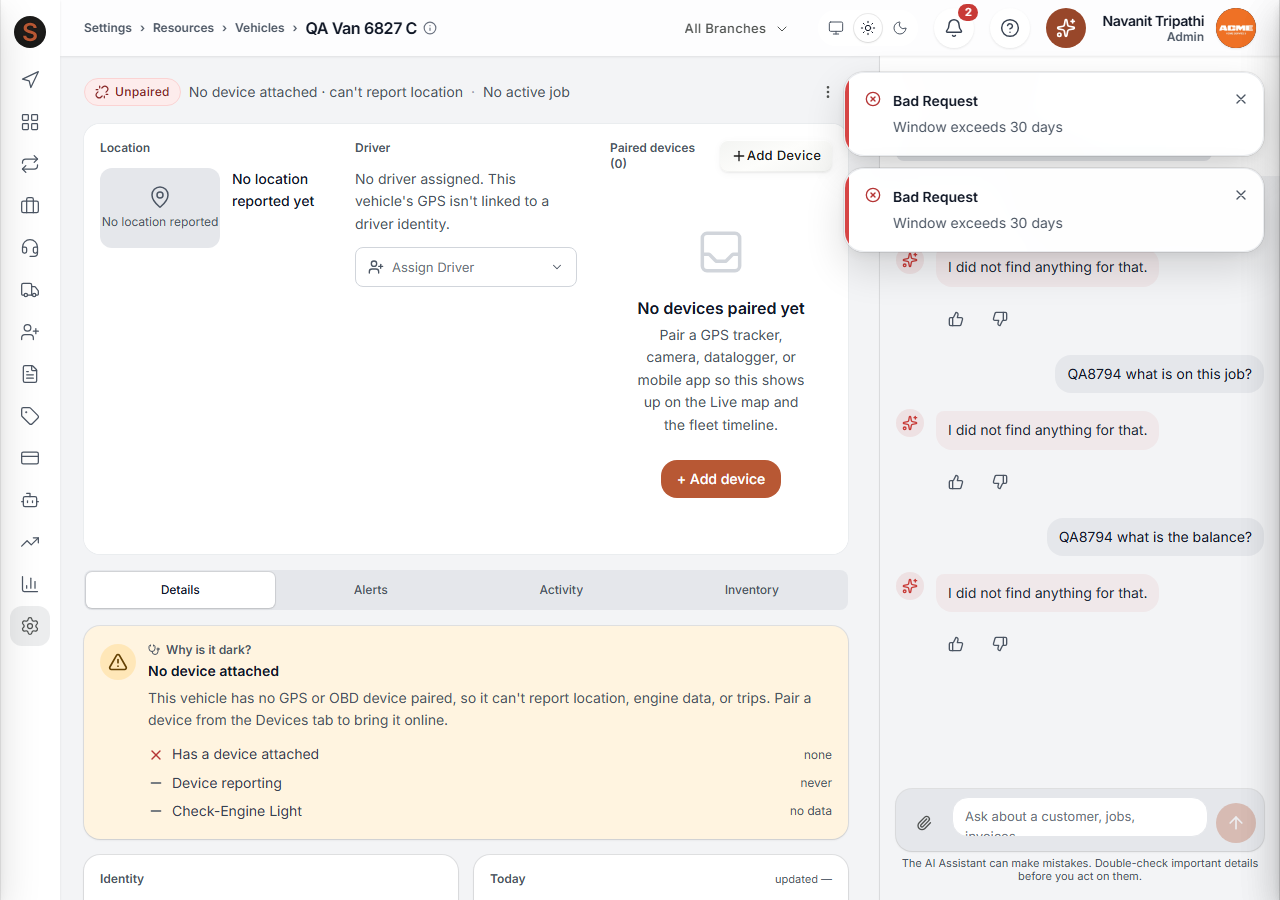 S
Settings › Resources › Vehicles › QA Van 6827 C
All Branches
2
Navanit Tripathi
Admin
ACME
Unpaired
No device attached · can't report location · No active job
Location
No location reported
No location
reported yet
Driver
No driver assigned. This
vehicle's GPS isn't linked to a
driver identity.
Assign Driver
Paired devices
(0)
Add Device
No devices paired yet
Pair a GPS tracker,
camera, datalogger, or
mobile app so this shows
up on the Live map and
the fleet timeline.
+ Add device
Details
Alerts
Activity
Inventory
Why is it dark?
No device attached
This vehicle has no GPS or OBD device paired, so it can't report location, engine data, or trips. Pair a
device from the Devices tab to bring it online.
Has a device attached
none
Device reporting
never
Check-Engine Light
no data
Identity
Today
updated —
Bad Request
Window exceeds 30 days
Bad Request
Window exceeds 30 days
I did not find anything for that.
QA8794 what is on this job?
I did not find anything for that.
QA8794 what is the balance?
I did not find anything for that.
Ask about a customer, jobs,
invoices
The AI Assistant can make mistakes. Double-check important details
before you act on them.